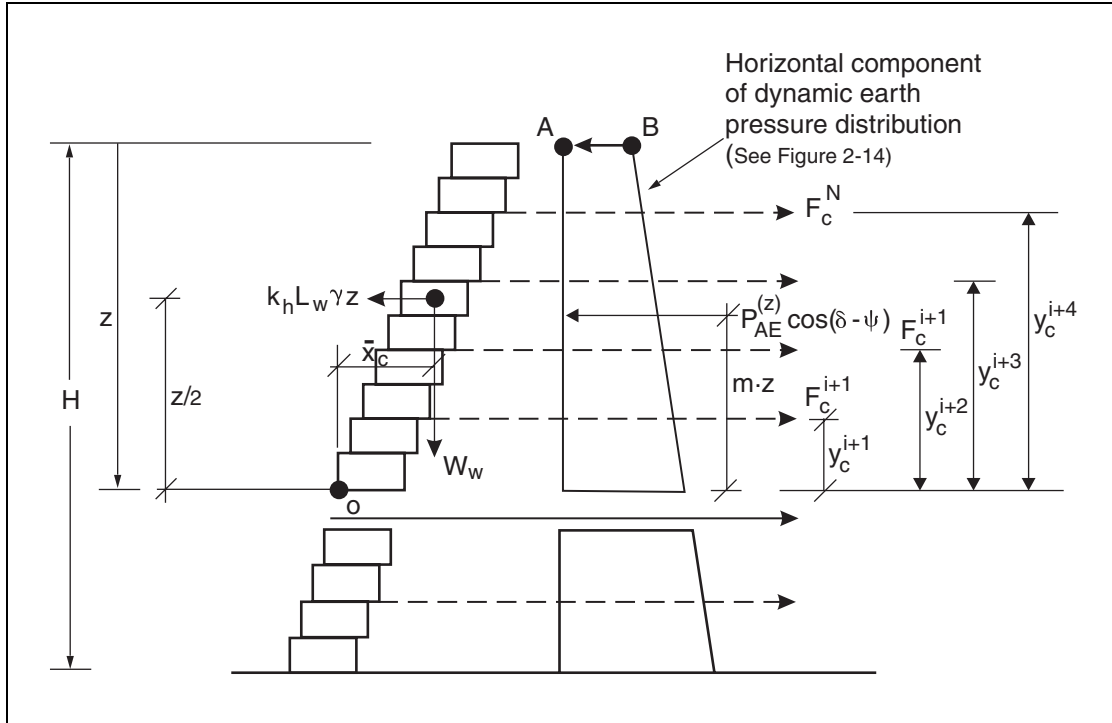 Horizontal component
of dynamic earth
pressure distribution
(See Figure 2-14)
A
B
F_c^N
k_h L_w γ z
z
P_AE^(z) cos(δ - ψ)
F_c^i+1
y_c^i+4
x̄_c
y_c^i+3
H
z/2
m·z
F_c^i+1
y_c^i+2
y_c^i+1
W_w
o